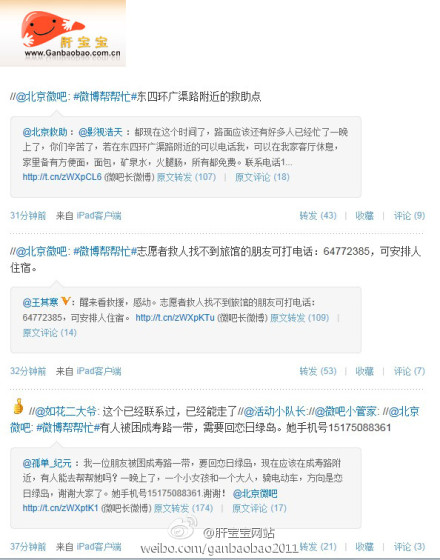 肝宝宝
www.Ganbaobao.com.cn
//@北京微吧: #微博帮帮忙#东四环广渠路附近的救助点
@北京救助 : @影视浩天 : 都现在这个时间了，路面应该还有好多人已经忙了一晚
上了，你们辛苦了，若在东四环广渠路附近的可以电话我，可以在我家客厅休息，
家里备有方便面，面包，矿泉水，火腿肠，所有都免费。联系电话1...
http://t.cn/zWXpCL6 (微吧长微博) 原文转发 (107) | 原文评论 (18)
31分钟前 来自 iPad客户端 转发 (43) | 收藏 | 评论 (9)
//@北京微吧: #微博帮帮忙#志愿者救人找不到旅馆的朋友可打电话：64772385，可安排人
住宿。
@王其寒 : 醒来看救援，感动。志愿者救人找不到旅馆的朋友可打电话：
64772385，可安排人住宿。 http://t.cn/zWXpKTu (微吧长微博) 原文转发 (109) |
原文评论 (14)
32分钟前 来自 iPad客户端 转发 (53) | 收藏 | 评论 (7)
//@如花二大爷: 这个已经联系过，已经能走了//@活动小队长://@微吧小管家: //@北京
微吧: #微博帮帮忙#有人被困成寿路一带，需要回恋日绿岛。她手机号15175088361
@孤单_纪元 : 我一位朋友被困成寿路一带，要回恋日绿岛，现在应该在成寿路附
近，有人能去帮帮他吗？一晚上了，一个小女孩和一个大人，骑电动车，方向是恋
日绿岛，谢谢大家了。她手机号15175088361谢谢！ @北京微吧
http://t.cn/zWXptK1 (微吧长微博) 原文转发 (174) | 原文评论 (17)
37分钟前 来自 iPad客户端 转发 (21) | 收藏 | 评论 (3)
@肝宝宝网站
weibo.com/ganbaobao2011